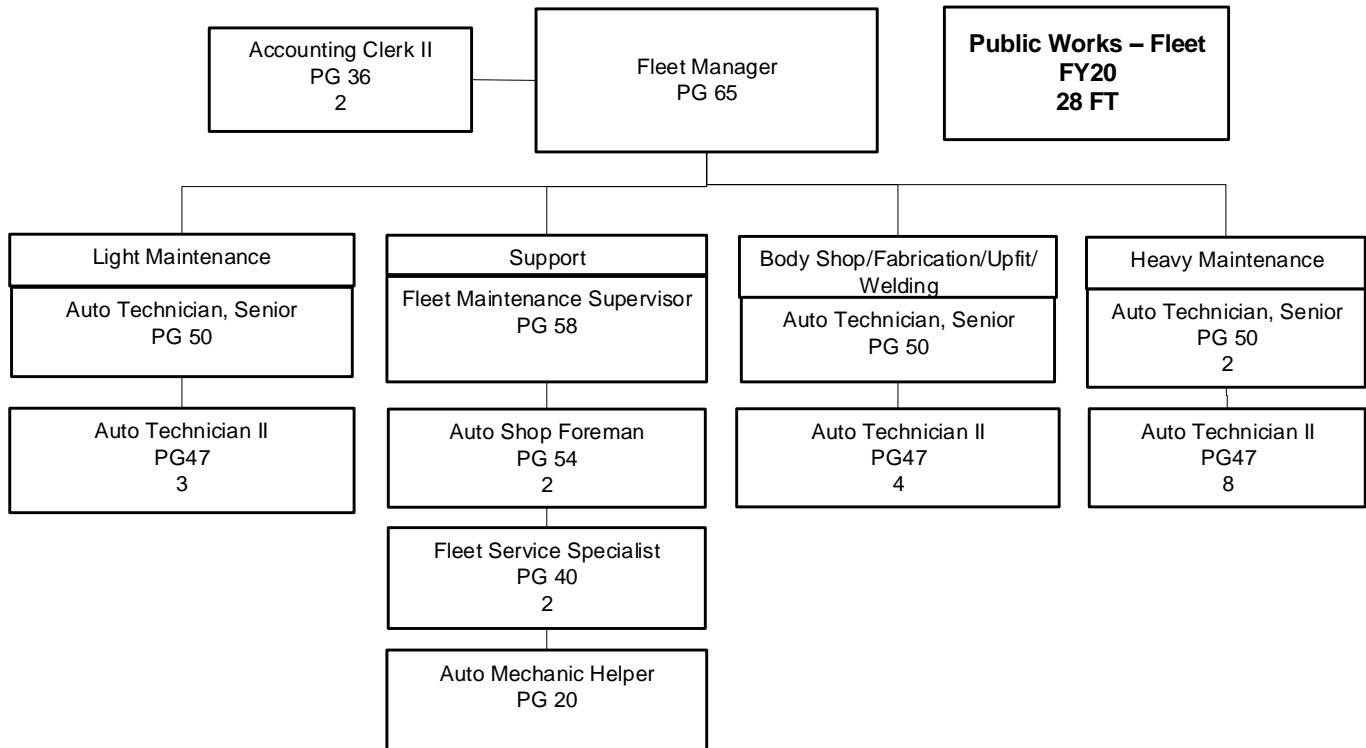 Accounting Clerk II
PG 36
2
Fleet Manager
PG 65
Public Works – Fleet
FY20
28 FT
Light Maintenance
Auto Technician, Senior
PG 50
Auto Technician II
PG47
3
Support
Fleet Maintenance Supervisor
PG 58
Auto Shop Foreman
PG 54
2
Fleet Service Specialist
PG 40
2
Auto Mechanic Helper
PG 20
Body Shop/Fabrication/Upfit/
Welding
Auto Technician, Senior
PG 50
Auto Technician II
PG47
4
Heavy Maintenance
Auto Technician, Senior
PG 50
2
Auto Technician II
PG47
8